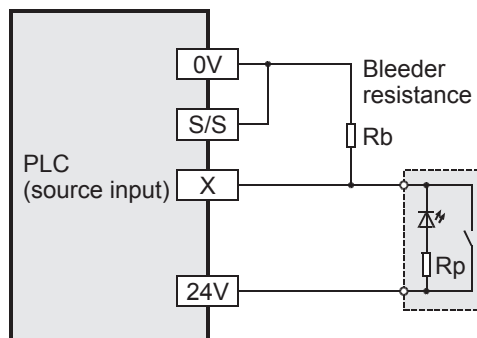 0V
S/S
X
24V
PLC
(source input)
Bleeder
resistance
Rb
Rp